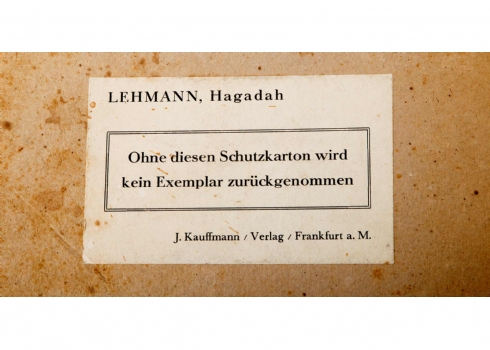 LEHMANN, Hagadah
Ohne diesen Schutzkarton wird
kein Exemplar zurückgenommen
J. Kauffmann / Verlag / Frankfurt a. M.